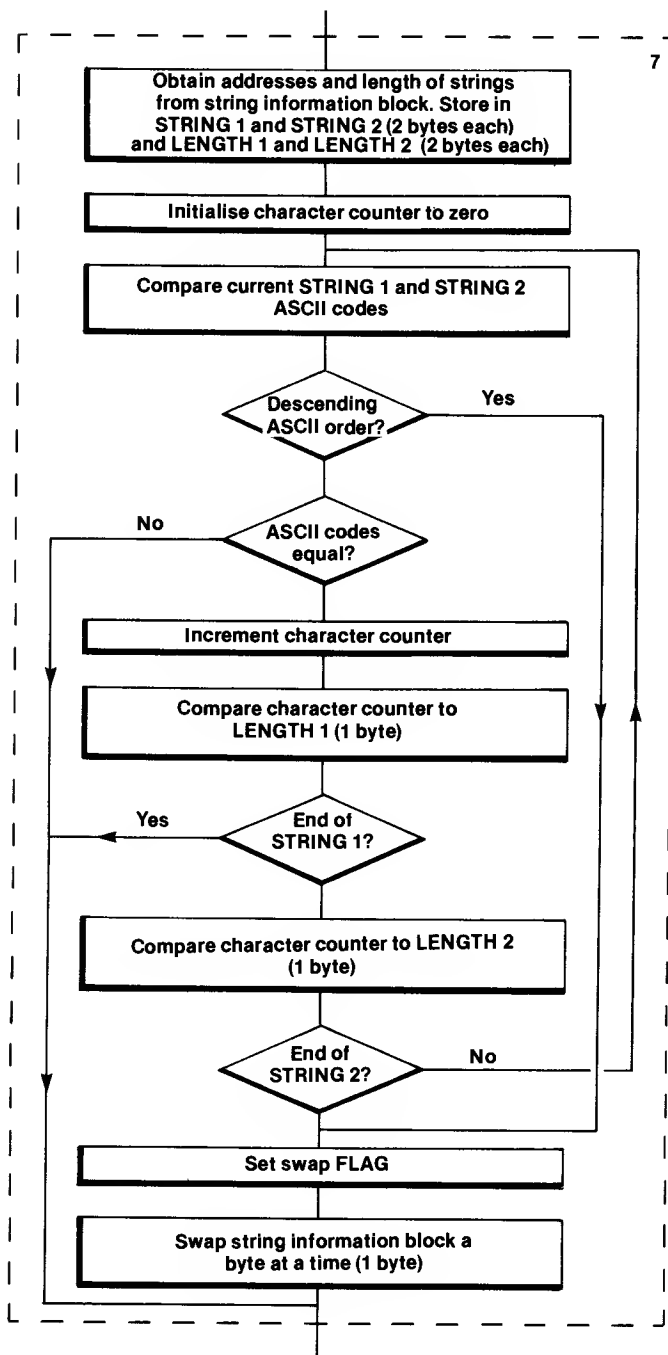 7
Obtain addresses and length of strings
from string information block. Store in
STRING 1 and STRING 2 (2 bytes each)
and LENGTH 1 and LENGTH 2 (2 bytes each)
Initialise character counter to zero
Compare current STRING 1 and STRING 2
ASCII codes
Descending
ASCII order?
Yes
No
ASCII codes
equal?
Increment character counter
Compare character counter to
LENGTH 1 (1 byte)
Yes
End of
STRING 1?
Compare character counter to LENGTH 2
(1 byte)
End of
STRING 2?
No
Set swap FLAG
Swap string information block a
byte at a time (1 byte)